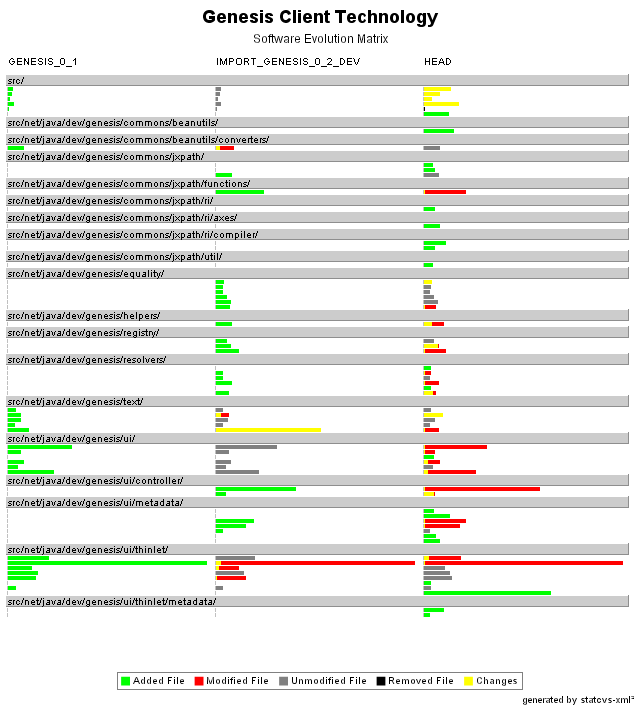 Genesis Client Technology
Software Evolution Matrix
GENESIS_0_1 IMPORT_GENESIS_0_2_DEV HEAD
src/
src/net/java/dev/genesis/commons/beanutils/
src/net/java/dev/genesis/commons/beanutils/converters/
src/net/java/dev/genesis/commons/jxpath/
src/net/java/dev/genesis/commons/jxpath/functions/
src/net/java/dev/genesis/commons/jxpath/ri/
src/net/java/dev/genesis/commons/jxpath/ri/axes/
src/net/java/dev/genesis/commons/jxpath/ri/compiler/
src/net/java/dev/genesis/commons/jxpath/util/
src/net/java/dev/genesis/equality/
src/net/java/dev/genesis/helpers/
src/net/java/dev/genesis/registry/
src/net/java/dev/genesis/resolvers/
src/net/java/dev/genesis/text/
src/net/java/dev/genesis/ui/
src/net/java/dev/genesis/ui/controller/
src/net/java/dev/genesis/ui/metadata/
src/net/java/dev/genesis/ui/thinlet/
src/net/java/dev/genesis/ui/thinlet/metadata/
Added File Modified File Unmodified File Removed File Changes
generated by statcvs-xml²